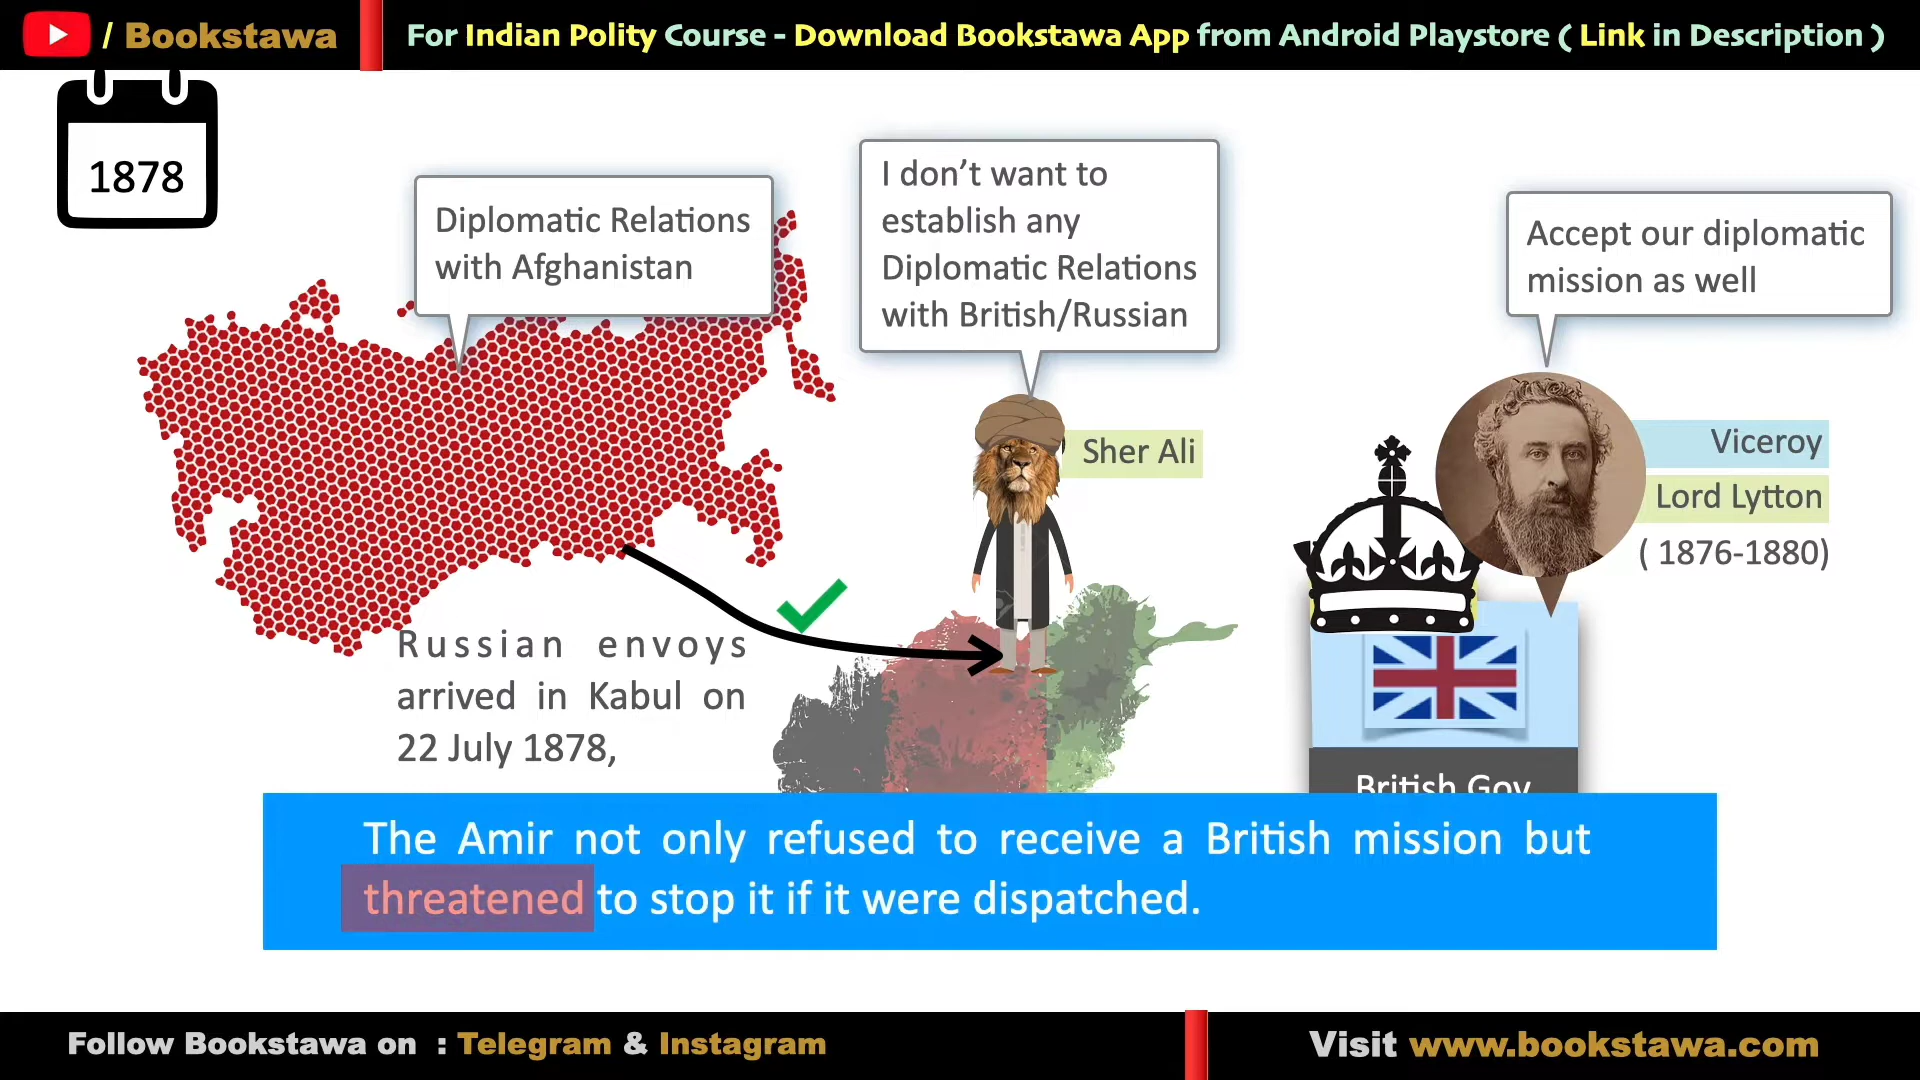 / Bookstawa
For Indian Polity Course - Download Bookstawa App from Android Playstore ( Link in Description )
1878
Diplomatic Relations
with Afghanistan
I don’t want to
establish any
Diplomatic Relations
with British/Russian
Accept our diplomatic
mission as well
Sher Ali
Viceroy
Lord Lytton
( 1876-1880)
Russian envoys
arrived in Kabul on
22 July 1878,
British Gov
The Amir not only refused to receive a British mission but
threatened to stop it if it were dispatched.
Follow Bookstawa on : Telegram & Instagram
Visit www.bookstawa.com